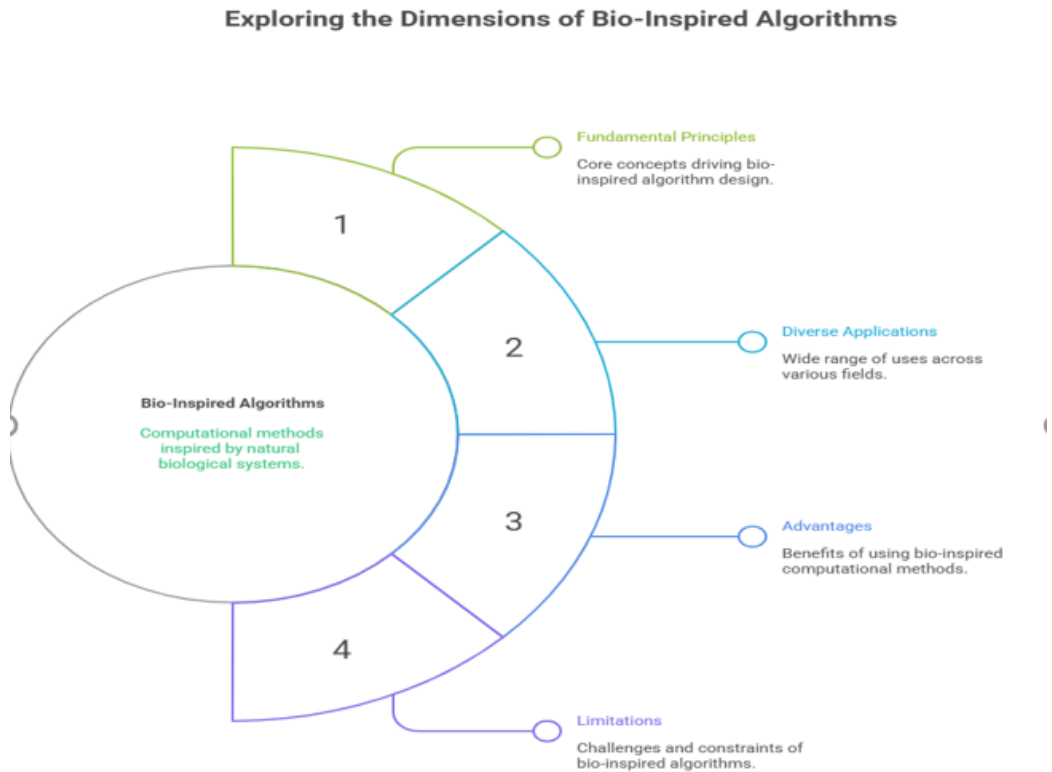 Exploring the Dimensions of Bio-Inspired Algorithms
Fundamental Principles
Core concepts driving bio-
inspired algorithm design.
1
2
Diverse Applications
Wide range of uses across
various fields.
Bio-Inspired Algorithms
Computational methods
inspired by natural
biological systems.
3
Advantages
Benefits of using bio-inspired
computational methods.
4
Limitations
Challenges and constraints of
bio-inspired algorithms.